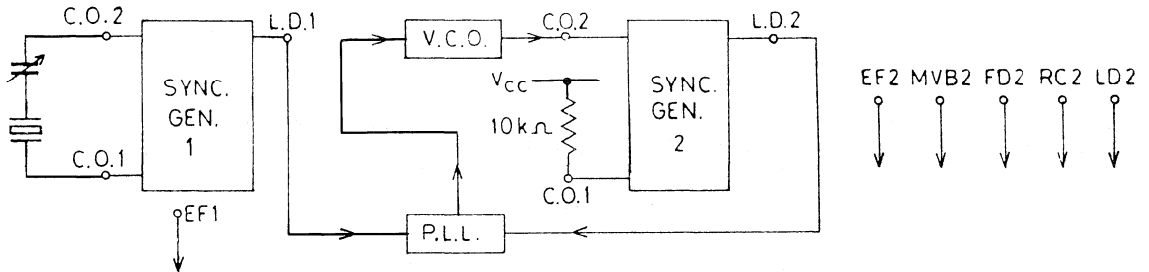 C.O.2
L.D.1
SYNC.
GEN.
1
C.O.1
EF1
V.C.O.
C.O.2
L.D.2
VCC
10kΩ
SYNC.
GEN.
2
C.O.1
P.L.L.
EF2 MVB2 FD2 RC2 LD2